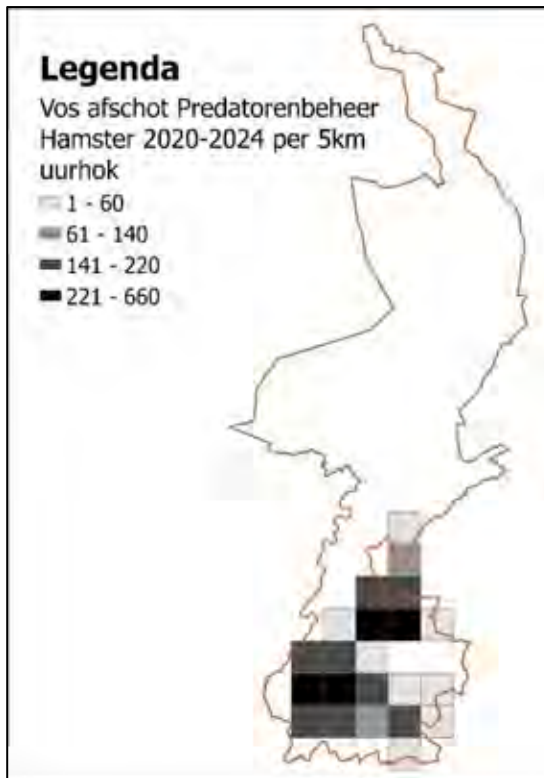 Legenda
Vos afschot Predatorenbeheer
Hamster 2020-2024 per 5km
uurhok
1 - 60
61 - 140
141 - 220
221 - 660